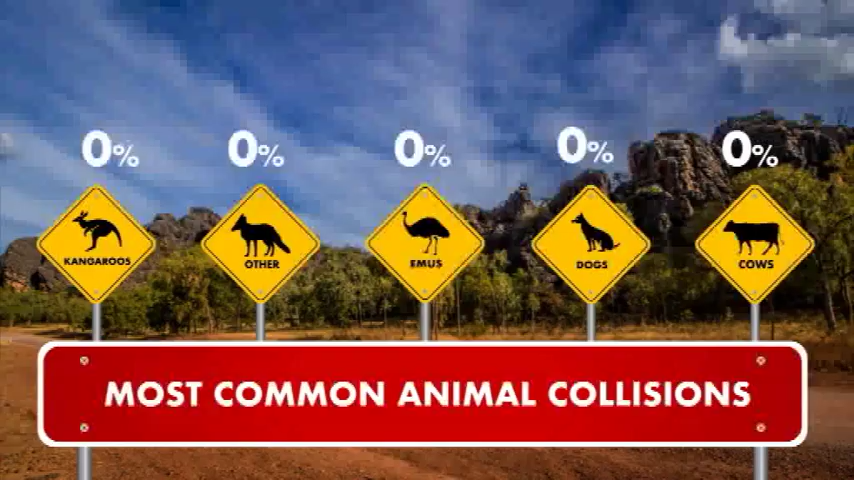 0% 0% 0% 0% 0%
KANGAROOS OTHER EMUS DOGS COWS
MOST COMMON ANIMAL COLLISIONS